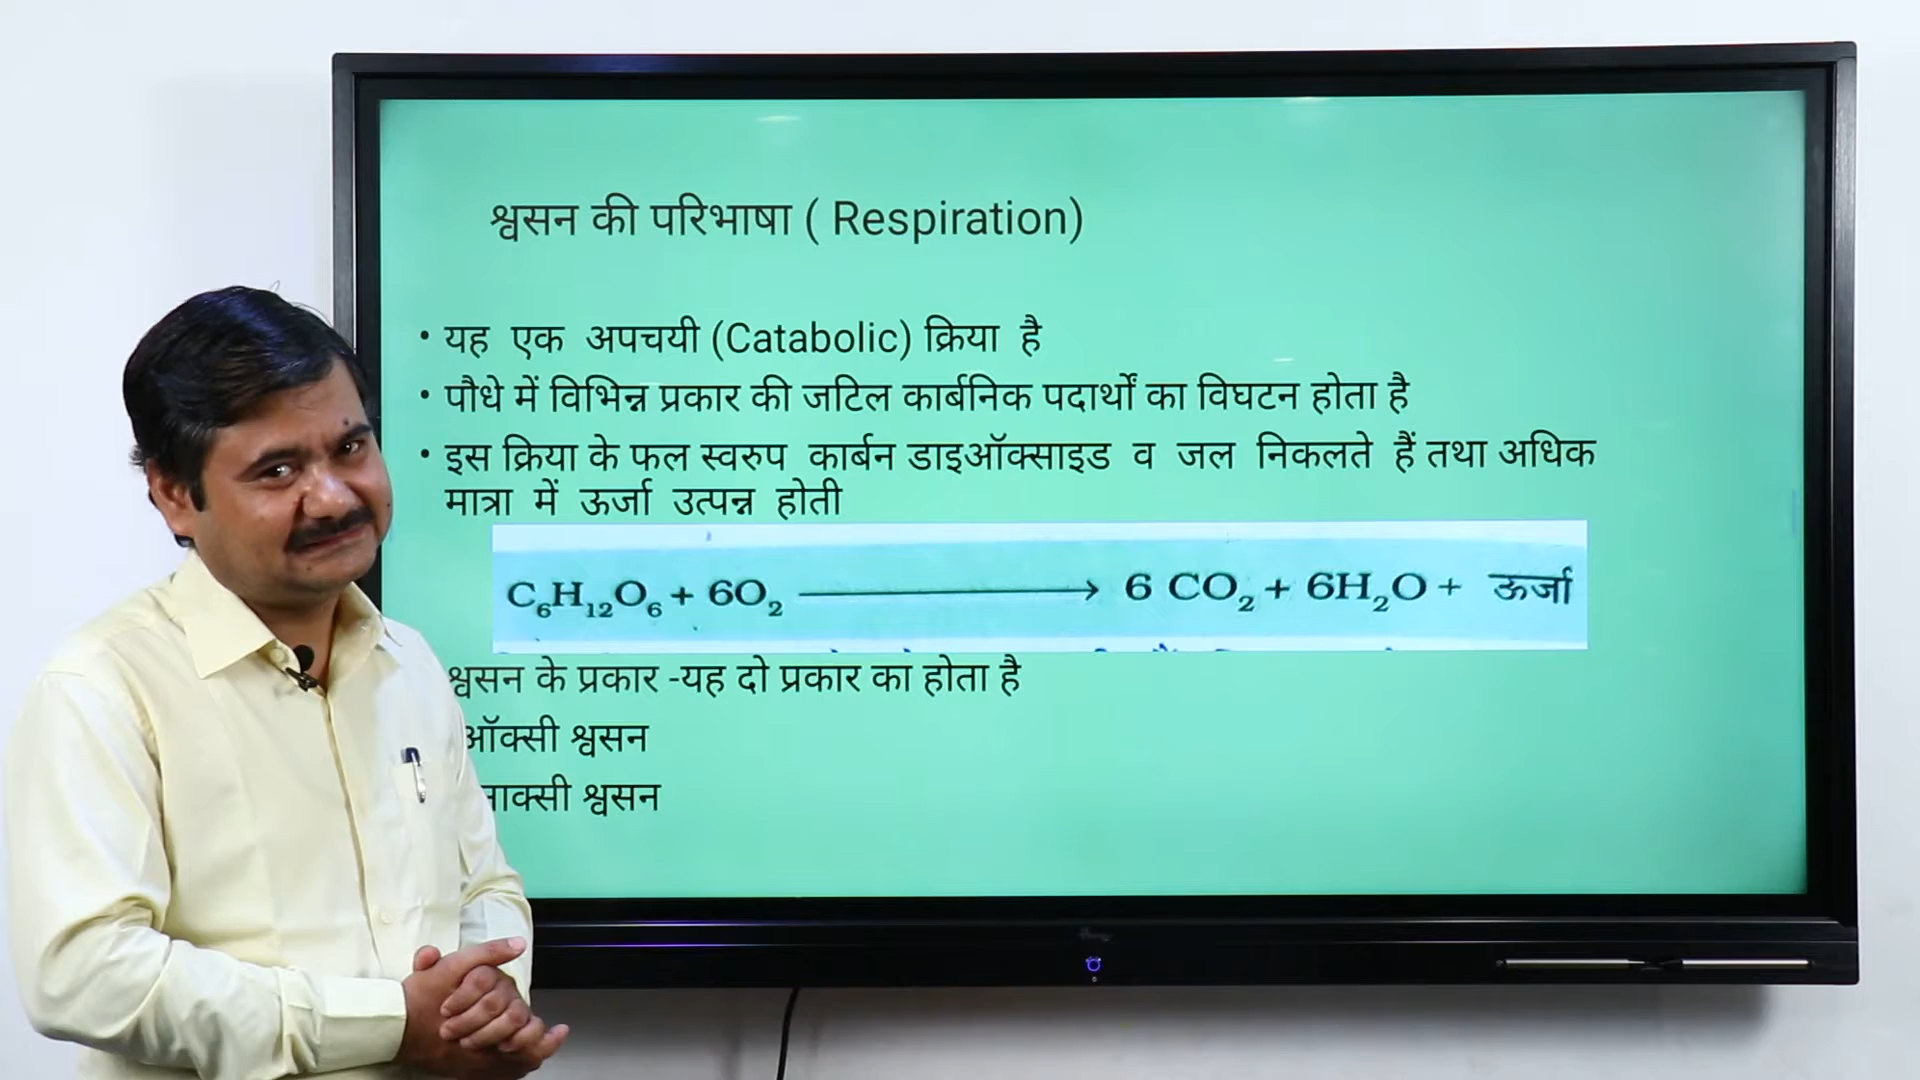 श्वसन की परिभाषा ( Respiration)
• यह एक अपचयी (Catabolic) क्रिया है
• पौधे में विभिन्न प्रकार की जटिल कार्बनिक पदार्थों का विघटन होता है
• इस क्रिया के फल स्वरुप कार्बन डाइऑक्साइड व जल निकलते हैं तथा अधिक
मात्रा में ऊर्जा उत्पन्न होती
C₆H₁₂O₆ + 6O₂ ⟶ 6 CO₂ + 6H₂O + ऊर्जा
श्वसन के प्रकार -यह दो प्रकार का होता है
ऑक्सी श्वसन
श्वसन